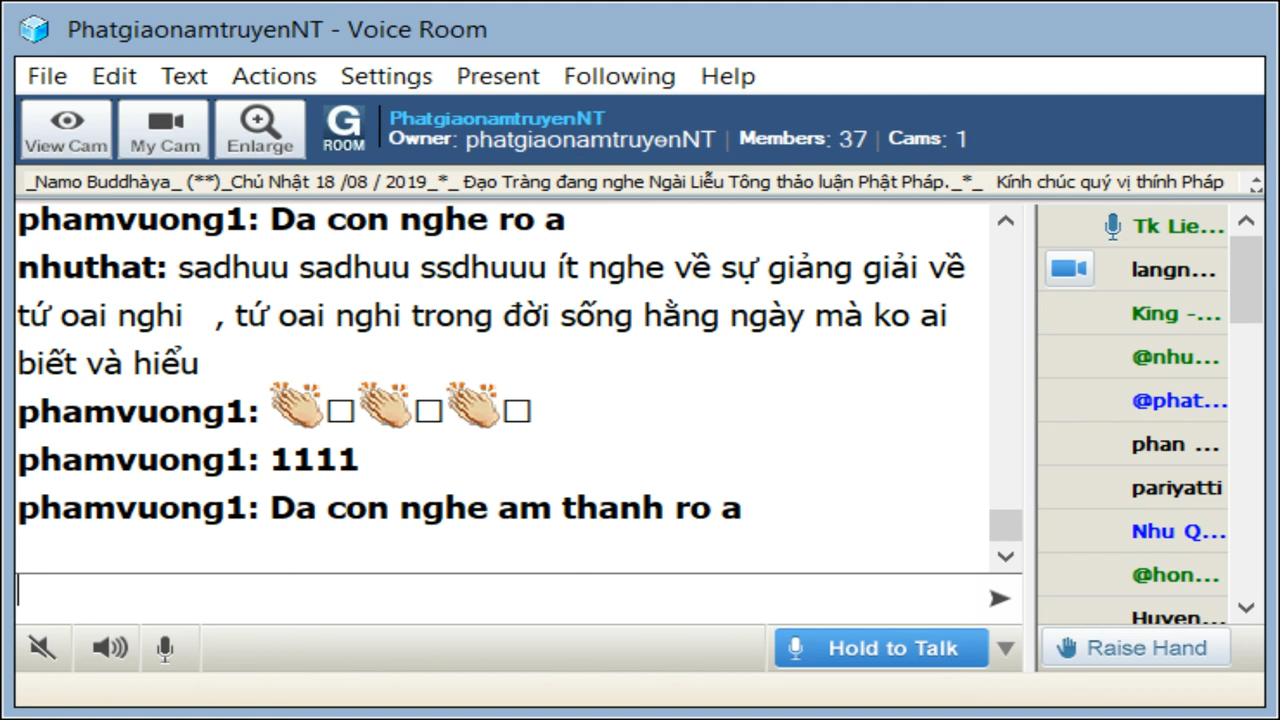 PhatgiaonamtruyenNT - Voice Room
File Edit Text Actions Settings Present Following Help
View Cam My Cam Enlarge G ROOM
PhatgiaonamtruyenNT
Owner: phatgiaonamtruyenNT | Members: 37 | Cams: 1
_Namo Buddhàya_ (**)_Chủ Nhật 18 /08 / 2019_*_ Đạo Tràng đang nghe Ngài Liễu Tông thảo luận Phật Pháp._*_ Kính chúc quý vị thính Pháp
phamvuong1: Da con nghe ro a
nhuthat: sadhuu sadhuu ssdhuuu ít nghe về sự giảng giải về
tứ oai nghi , tứ oai nghi trong đời sống hằng ngày mà ko ai
biết và hiểu
phamvuong1: 👏□👏□👏□
phamvuong1: 1111
phamvuong1: Da con nghe am thanh ro a
Tk Lie...
langn...
King -...
@nhu...
@phat...
phan ...
pariyatti
Nhu Q...
@hon...
Huyen...
Hold to Talk
Raise Hand